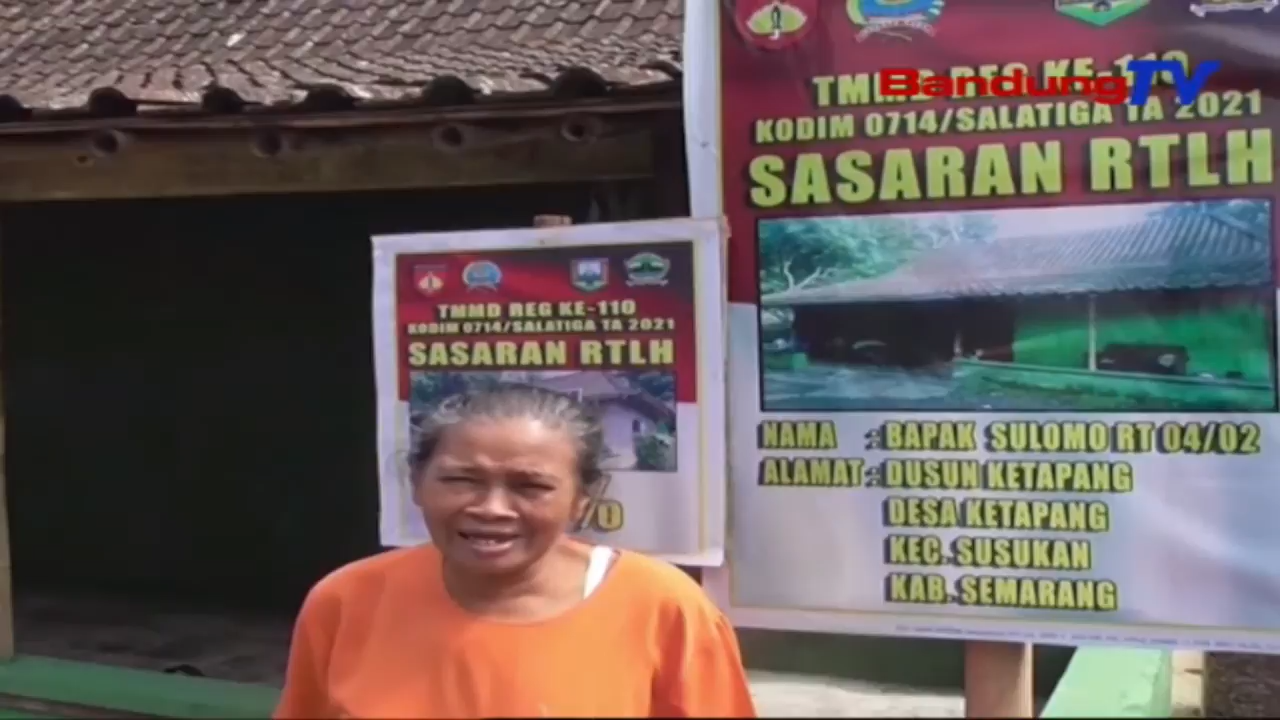 BandungTV
TMMD REG KE-110
KODIM 0714/SALATIGA TA 2021
SASARAN RTLH
NAMA : BAPAK SULOMO RT 04/02
ALAMAT : DUSUN KETAPANG
DESA KETAPANG
KEC. SUSUKAN
KAB. SEMARANG
TMMD REG KE-110
KODIM 0714/SALATIGA TA 2021
SASARAN RTLH